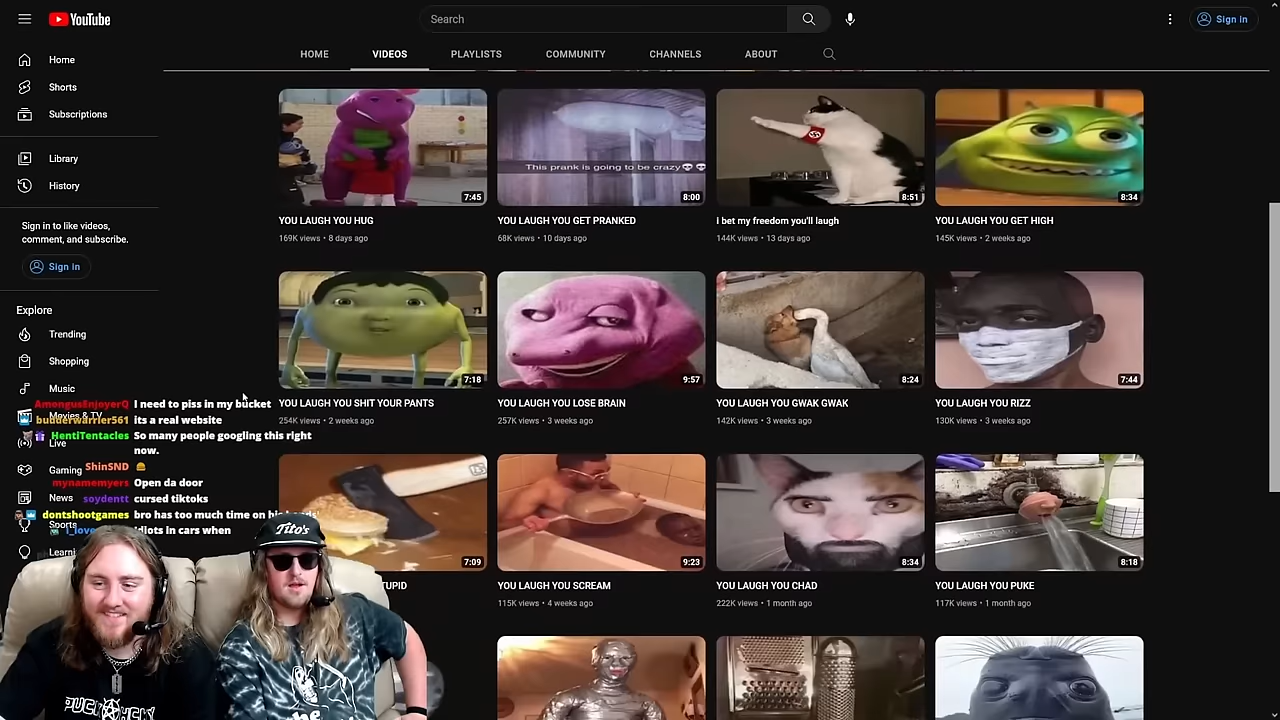 YouTube
Search
Sign in
HOME
VIDEOS
PLAYLISTS
COMMUNITY
CHANNELS
ABOUT
Home
Shorts
Subscriptions
Library
History
Sign in to like videos,
comment, and subscribe.
Sign in
Explore
Trending
Shopping
Music
Movies & TV
Live
Gaming
News
Sports
This prank is going to be crazy💀💀
7:45
8:00
8:51
8:34
YOU LAUGH YOU HUG
YOU LAUGH YOU GET PRANKED
i bet my freedom you'll laugh
YOU LAUGH YOU GET HIGH
169K views • 8 days ago
68K views • 10 days ago
144K views • 13 days ago
145K views • 2 weeks ago
7:18
9:57
8:24
7:44
YOU LAUGH YOU SHIT YOUR PANTS
YOU LAUGH YOU LOSE BRAIN
YOU LAUGH YOU GWAK GWAK
YOU LAUGH YOU RIZZ
254K views • 2 weeks ago
257K views • 3 weeks ago
142K views • 3 weeks ago
130K views • 3 weeks ago
7:09
9:23
8:34
8:18
YOU LAUGH YOU SCREAM
YOU LAUGH YOU CHAD
YOU LAUGH YOU PUKE
115K views • 4 weeks ago
222K views • 1 month ago
117K views • 1 month ago
AmongusEnjoyerQ I need to piss in my bucket
budderwarrier561 its a real website
HentiTentacles So many people googling this right
now.
ShinSND 🍔
mynamemyers Open da door
soydentt cursed tiktoks
dontshootgames bro has too much time on his hands
idiots in cars when
Tito's